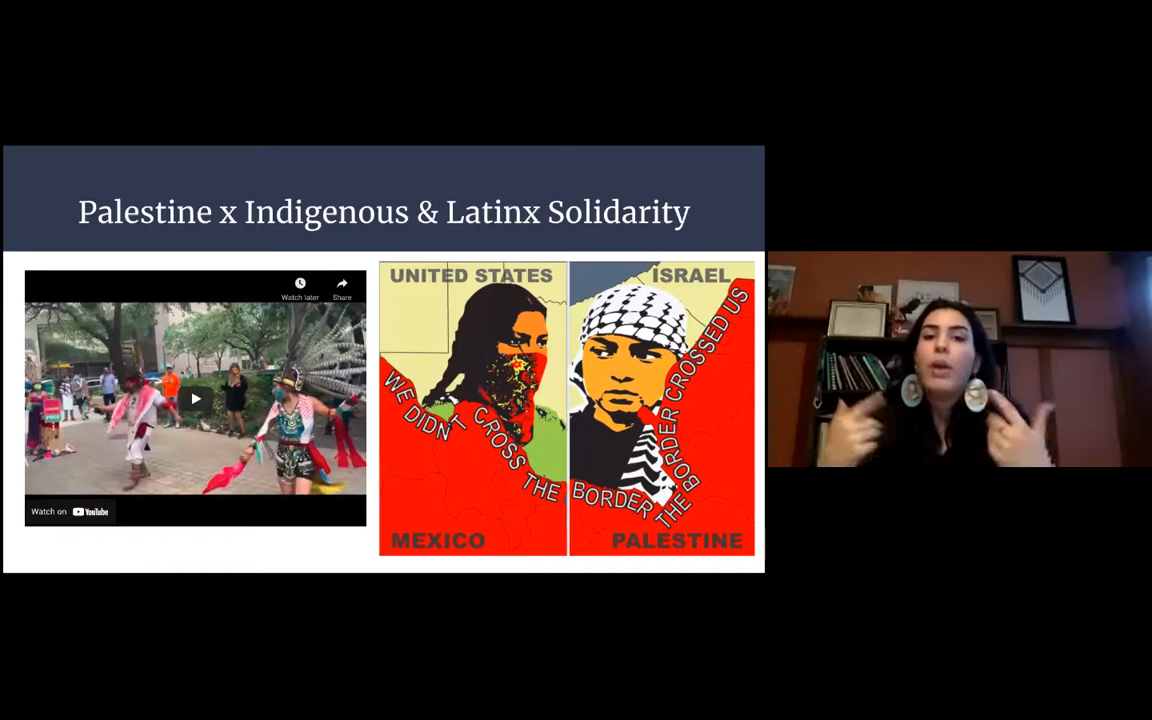 Palestine x Indigenous & Latinx Solidarity
Watch later
Share
Watch on YouTube
UNITED STATES
ISRAEL
WE DIDN'T CROSS THE BORDER THE BORDER CROSSED US
MEXICO
PALESTINE